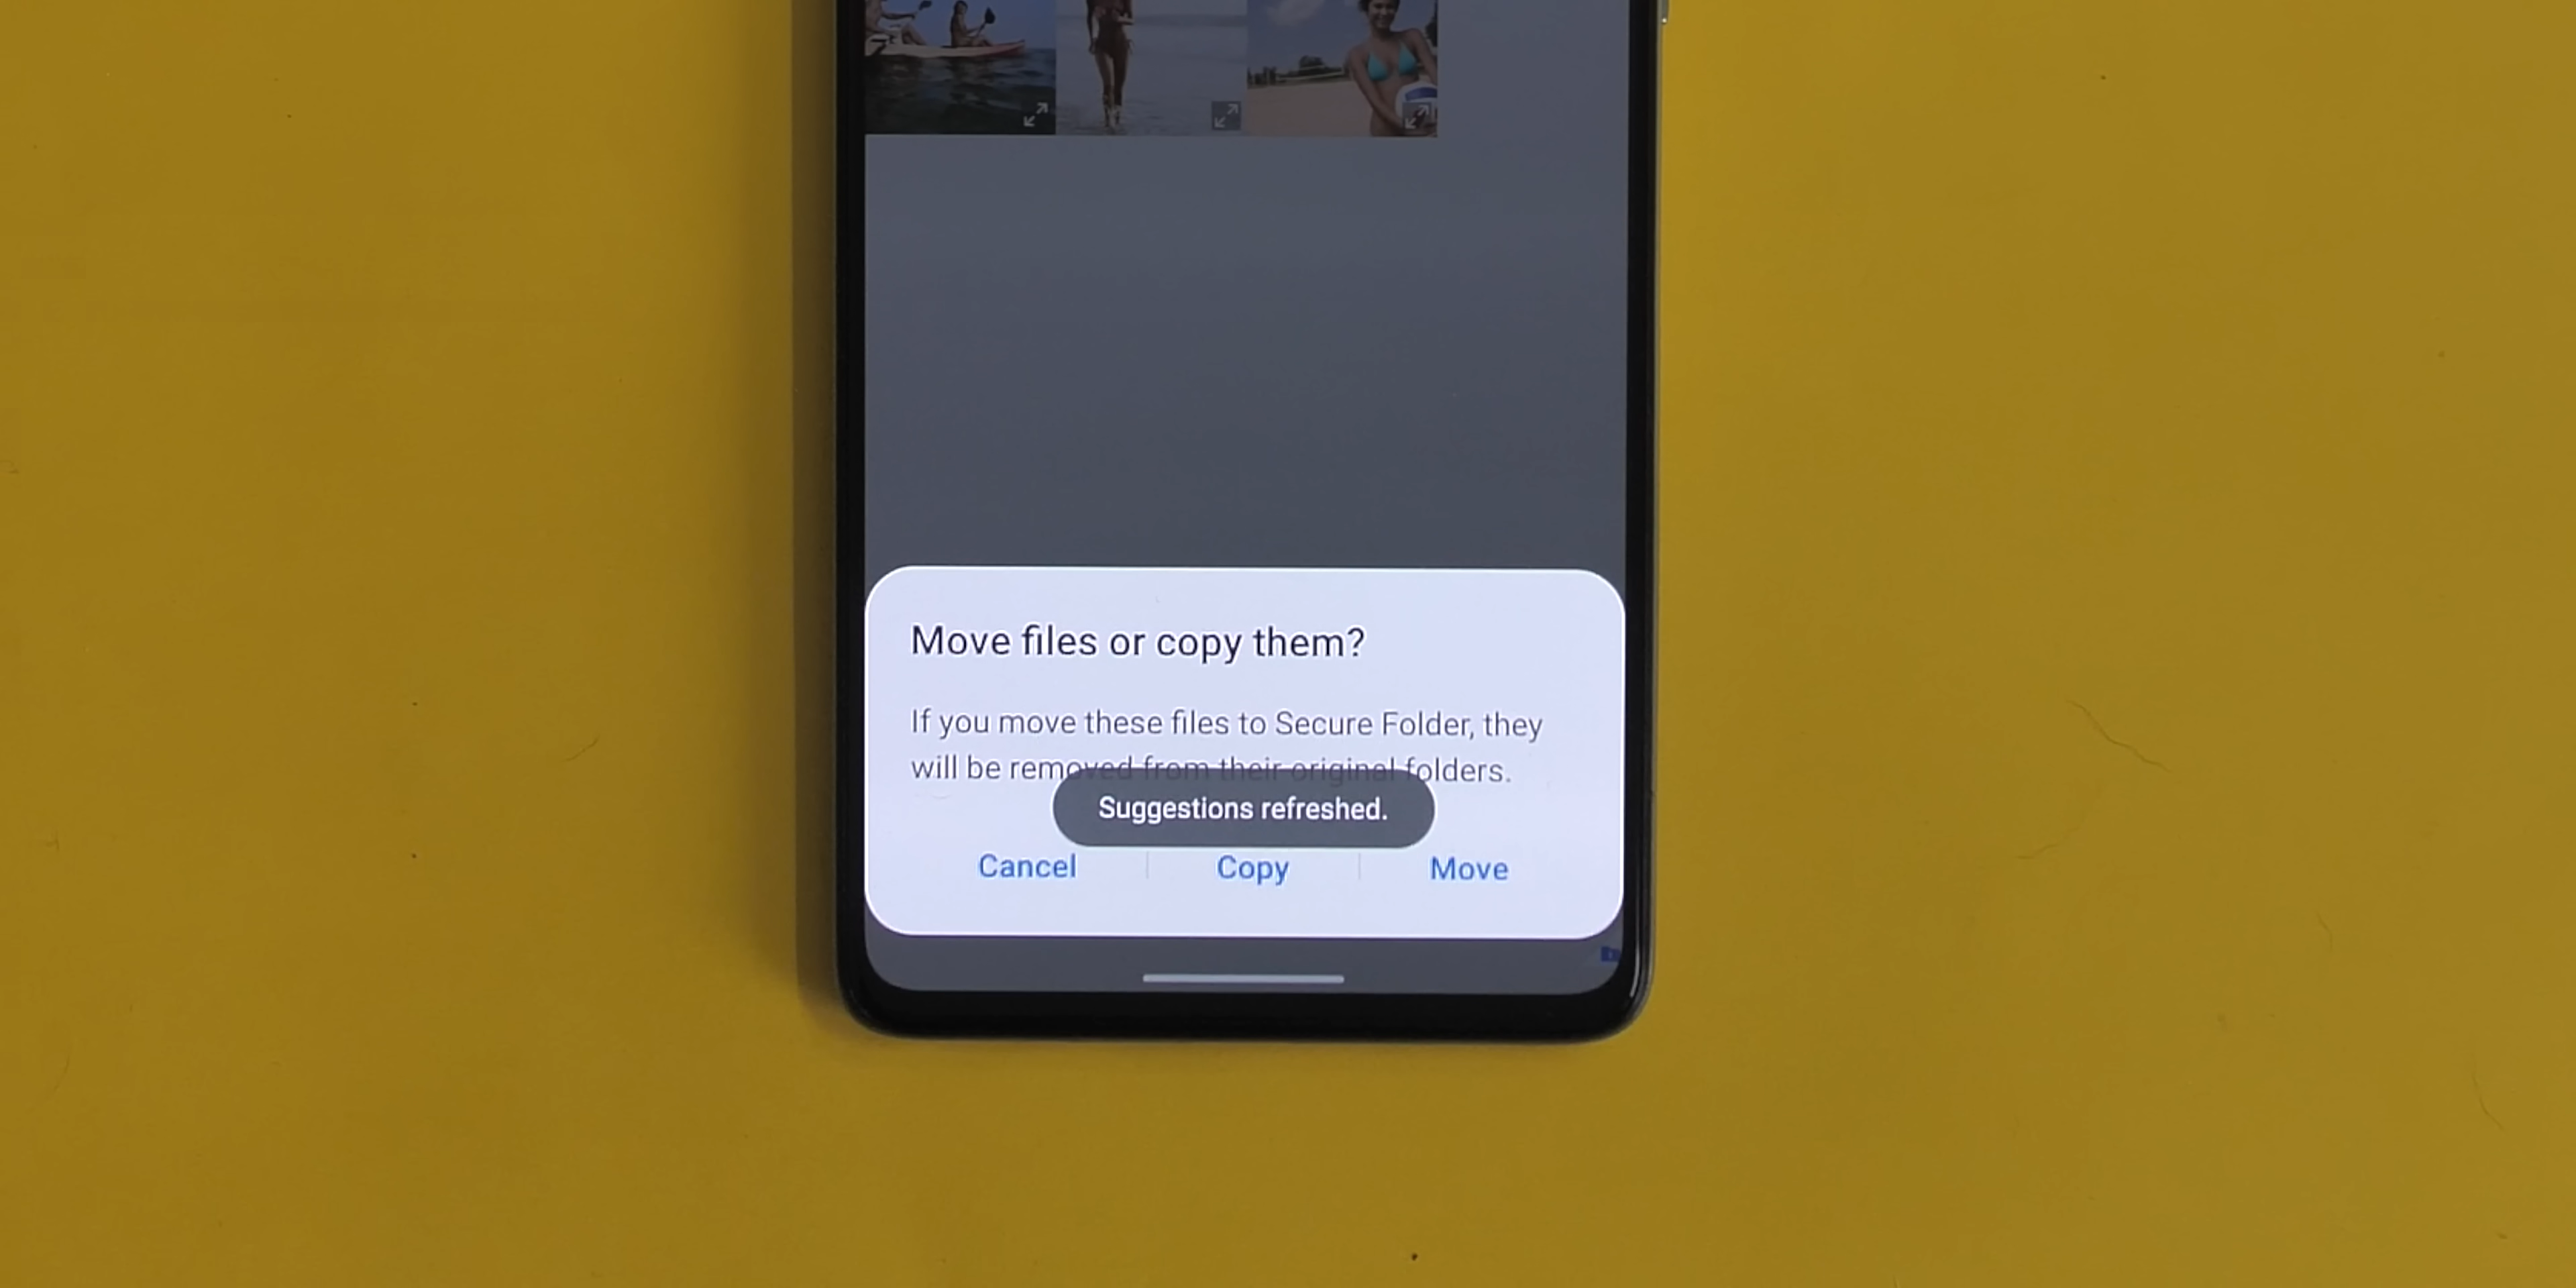 Move files or copy them?
If you move these files to Secure Folder, they
will be removed from their original folders.
Suggestions refreshed.
Cancel
Copy
Move